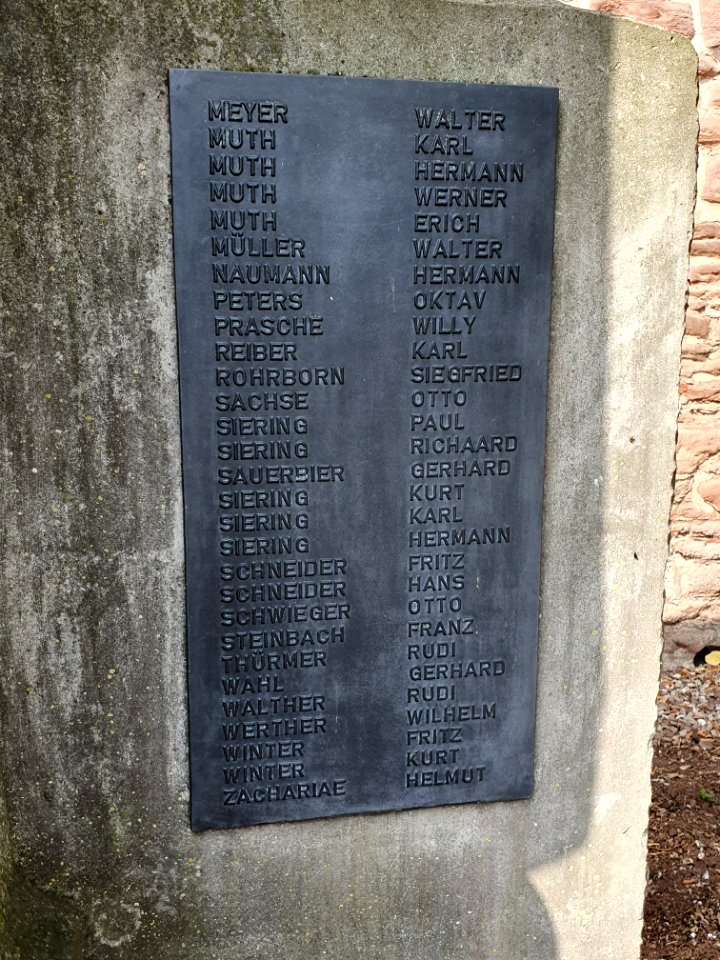 MEYER WALTER
MUTH KARL
MUTH HERMANN
MUTH WERNER
MUTH ERICH
MÜLLER WALTER
NAUMANN HERMANN
PETERS OKTAV
PRASCHE WILLY
REIBER KARL
ROHRBORN SIEGFRIED
SACHSE OTTO
SIERING PAUL
SIERING RICHAARD
SAUERBIER GERHARD
SIERING KURT
SIERING KARL
SIERING HERMANN
SCHNEIDER FRITZ
SCHNEIDER HANS
SCHWIEGER OTTO
STEINBACH FRANZ
THÜRMER RUDI
WAHL GERHARD
WALTHER RUDI
WERTHER WILHELM
WINTER FRITZ
WINTER KURT
ZACHARIAE HELMUT